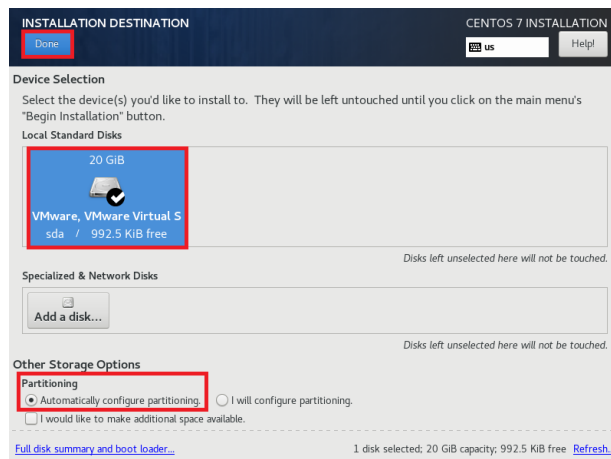 INSTALLATION DESTINATION
CENTOS 7 INSTALLATION
Done
us
Help!
Device Selection
Select the device(s) you'd like to install to. They will be left untouched until you click on the main menu's
"Begin Installation" button.
Local Standard Disks
20 GiB
VMware, VMware Virtual S
sda / 992.5 KiB free
Disks left unselected here will not be touched.
Specialized & Network Disks
Add a disk...
Disks left unselected here will not be touched.
Other Storage Options
Partitioning
Automatically configure partitioning. I will configure partitioning.
I would like to make additional space available.
Full disk summary and boot loader... 1 disk selected; 20 GiB capacity; 992.5 KiB free Refresh.